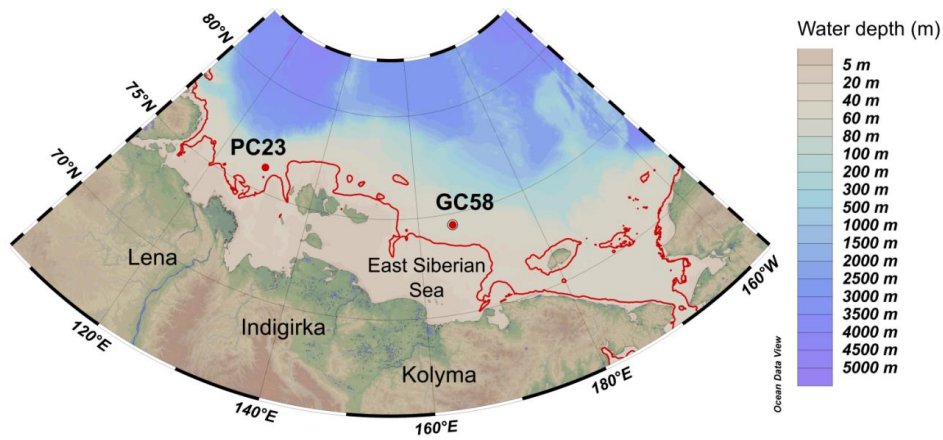 80°N
75°N
70°N
PC23
GC58
Lena
East Siberian
Sea
Indigirka
Kolyma
120°E
140°E
160°E
180°E
160°W
Ocean Data View
Water depth (m)
5 m
20 m
40 m
60 m
80 m
100 m
200 m
300 m
500 m
1000 m
1500 m
2000 m
2500 m
3000 m
3500 m
4000 m
4500 m
5000 m